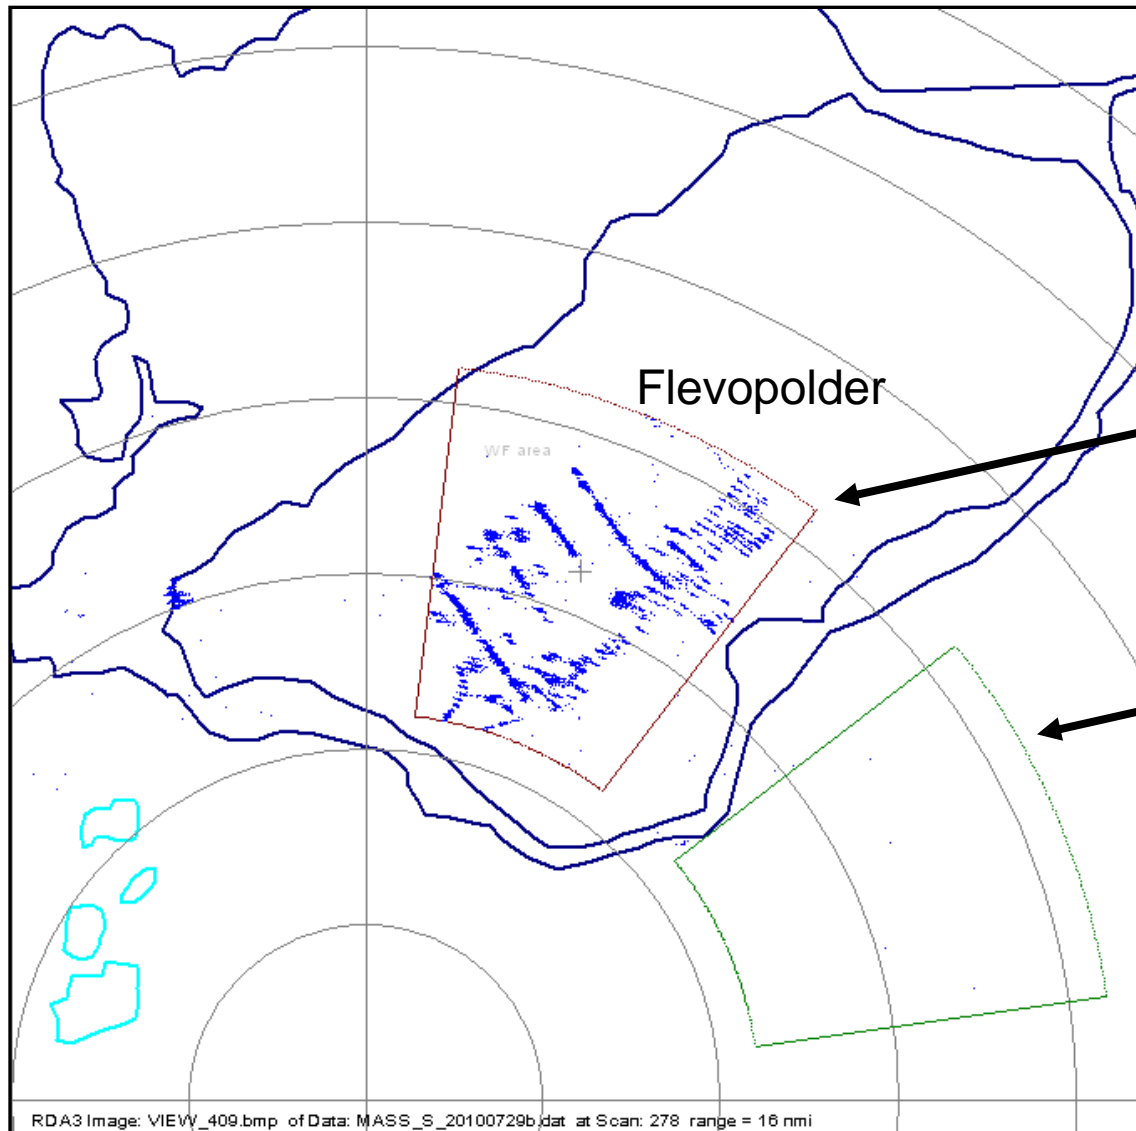 Flevopolder
WF area
RDA3 Image: VIEW_409.bmp of Data: MASS_S_20100729b.dat at Scan: 278 range = 16 nmi